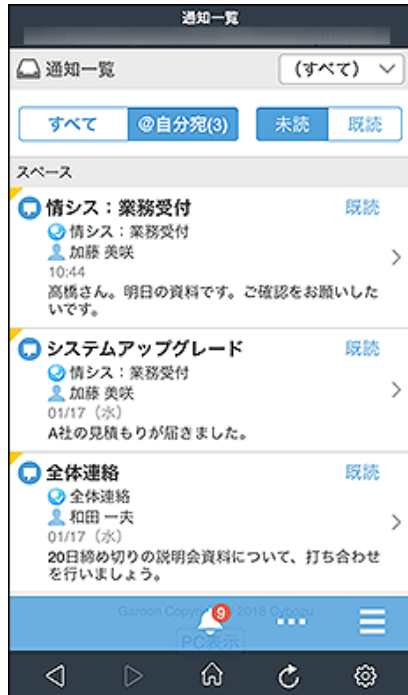 通知一覧
通知一覧
(すべて)
すべて
@自分宛(3)
未読
既読
スペース
情シス：業務受付
既読
情シス：業務受付
加藤 美咲
10:44
高橋さん。明日の資料です。ご確認をお願いした
いです。
システムアップグレード
既読
情シス：業務受付
加藤 美咲
01/17（水）
A社の見積もりが届きました。
全体連絡
既読
全体連絡
和田 一夫
01/17（水）
20日締め切りの説明会資料について、打ち合わせ
を行いましょう。
9
2018 Cybozu
Garoon
PC表示